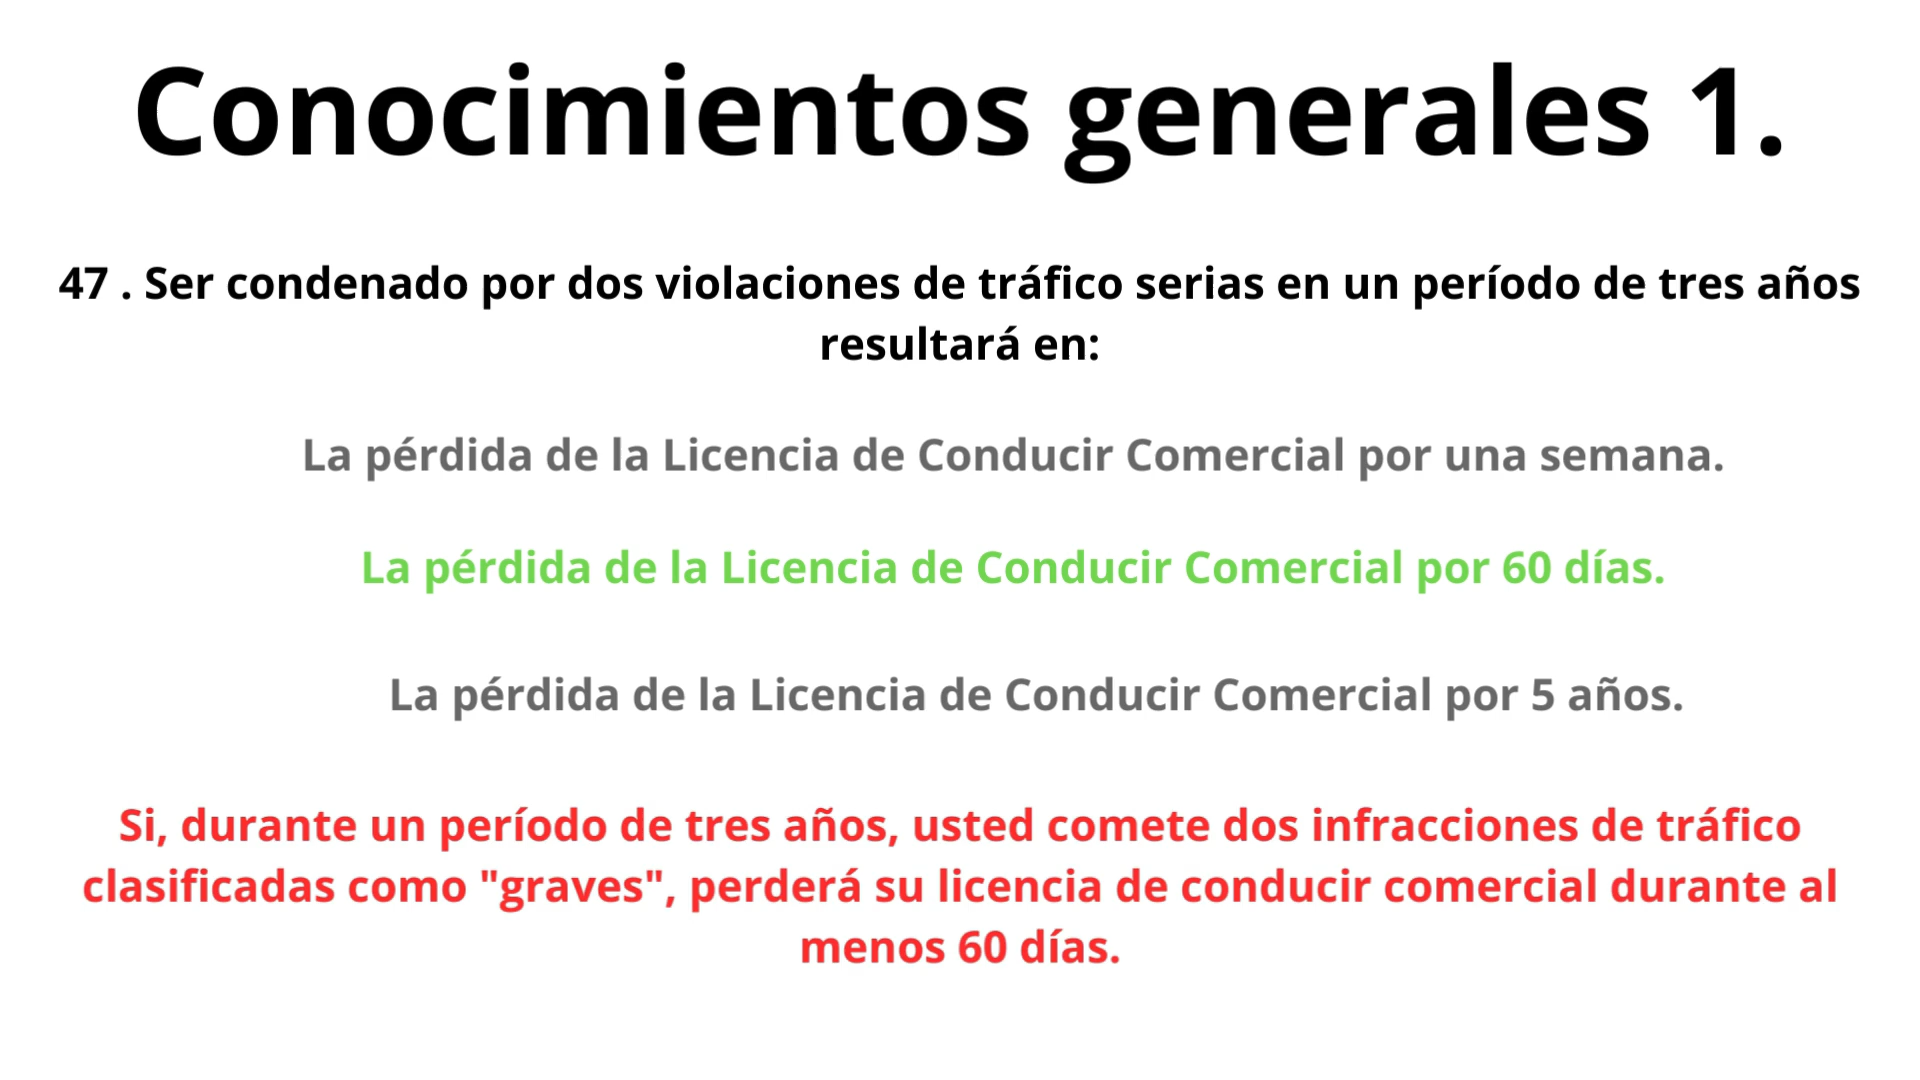 Conocimientos generales 1.
47 . Ser condenado por dos violaciones de tráfico serias en un período de tres años
resultará en:
La pérdida de la Licencia de Conducir Comercial por una semana.
La pérdida de la Licencia de Conducir Comercial por 60 días.
La pérdida de la Licencia de Conducir Comercial por 5 años.
Si, durante un período de tres años, usted comete dos infracciones de tráfico
clasificadas como "graves", perderá su licencia de conducir comercial durante al
menos 60 días.